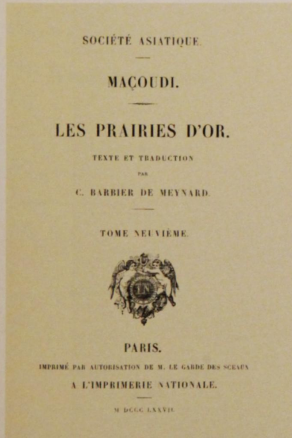 SOCIÉTÉ ASIATIQUE.
MAÇOUDI.
LES PRAIRIES D'OR.
TEXTE ET TRADUCTION
PAR
C. BARBIER DE MEYNARD.
TOME NEUVIÈME.
PARIS.
IMPRIMÉ PAR AUTORISATION DE M. LE GARDE DES SCEAUX
A L'IMPRIMERIE NATIONALE.
M DCCC LXXVII